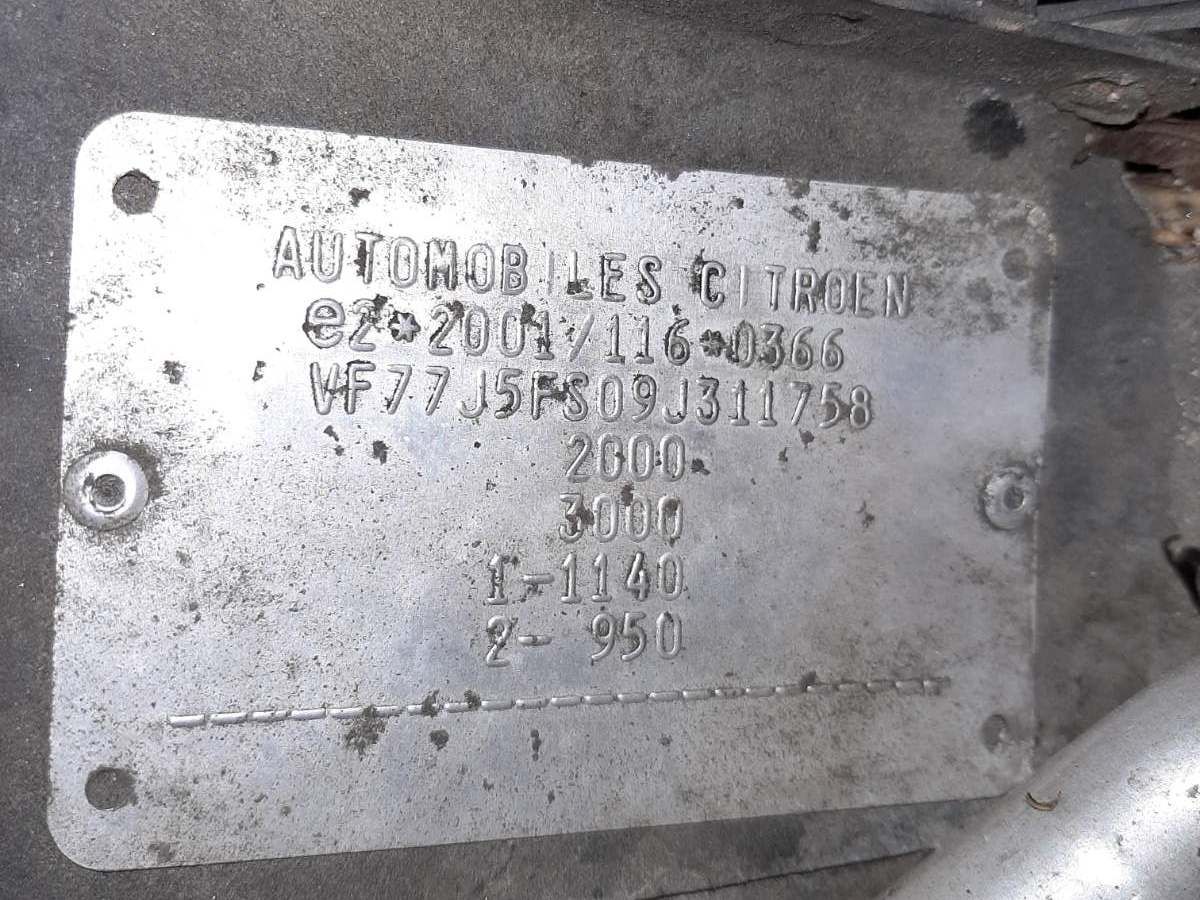 AUTOMOBILES CITROEN
e2*2001/116*0366
VF77J5FS09J311758
2000
3000
1-1140
2- 950